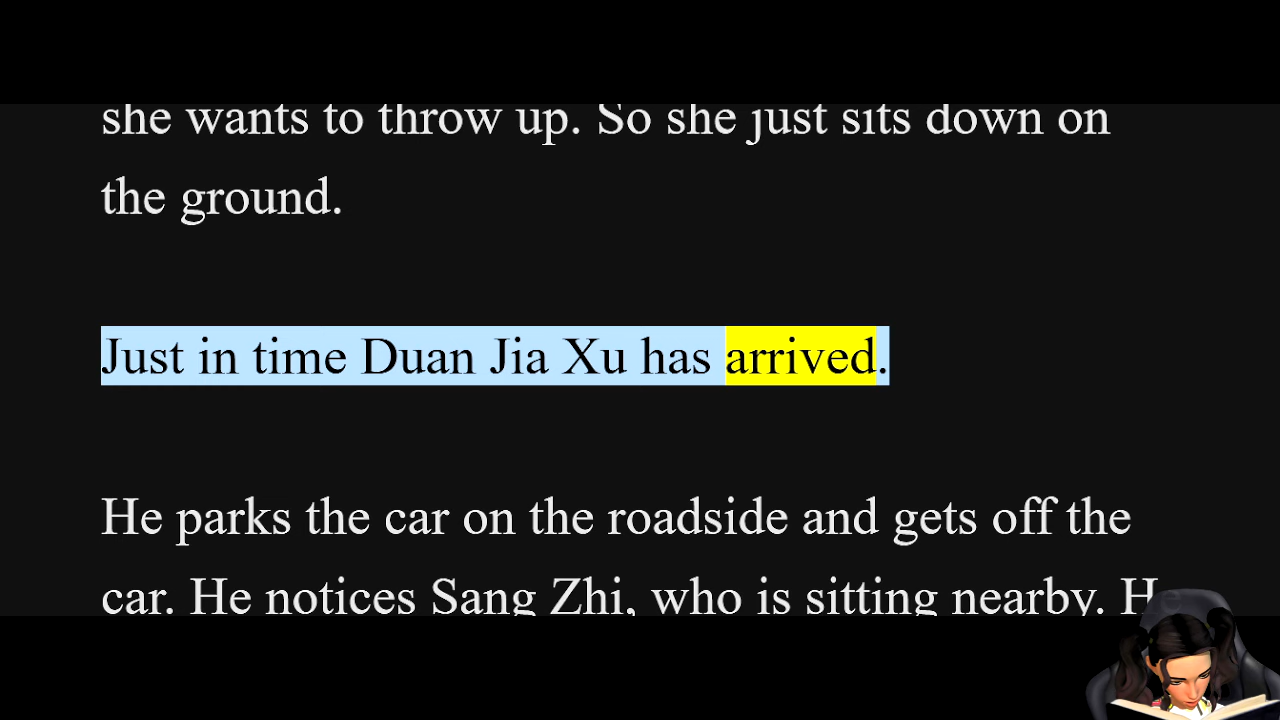 she wants to throw up. So she just sits down on
the ground.
Just in time Duan Jia Xu has arrived.
He parks the car on the roadside and gets off the
car. He notices Sang Zhi, who is sitting nearby.